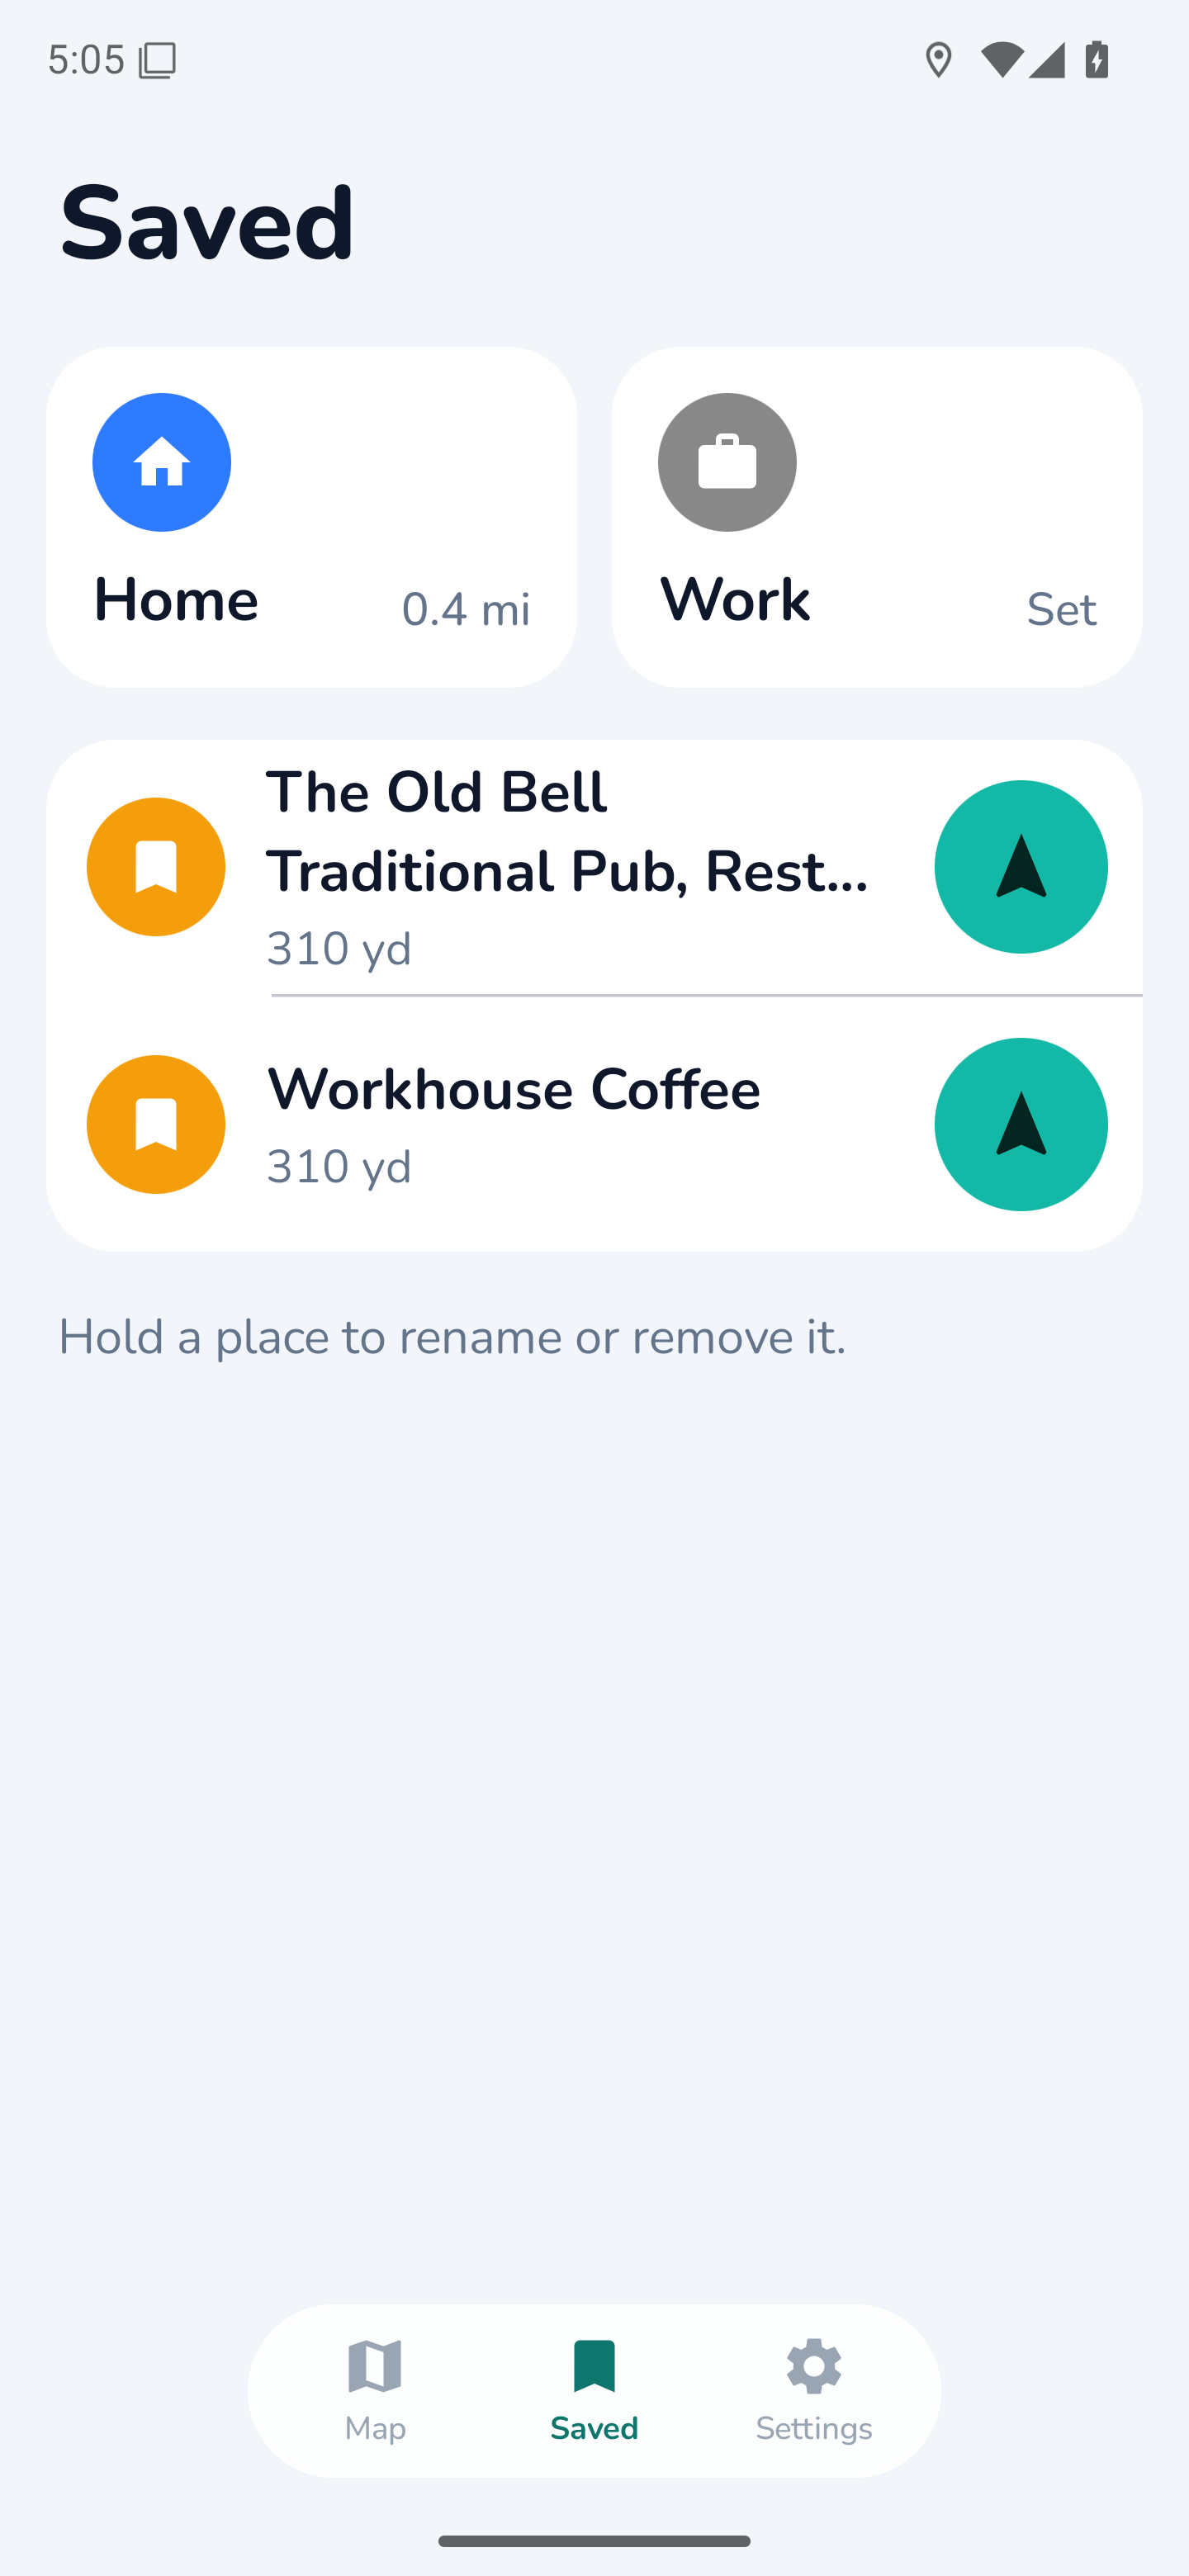 5:05
Saved
Home 0.4 mi
Work Set
The Old Bell
Traditional Pub, Rest...
310 yd
Workhouse Coffee
310 yd
Hold a place to rename or remove it.
Map Saved Settings